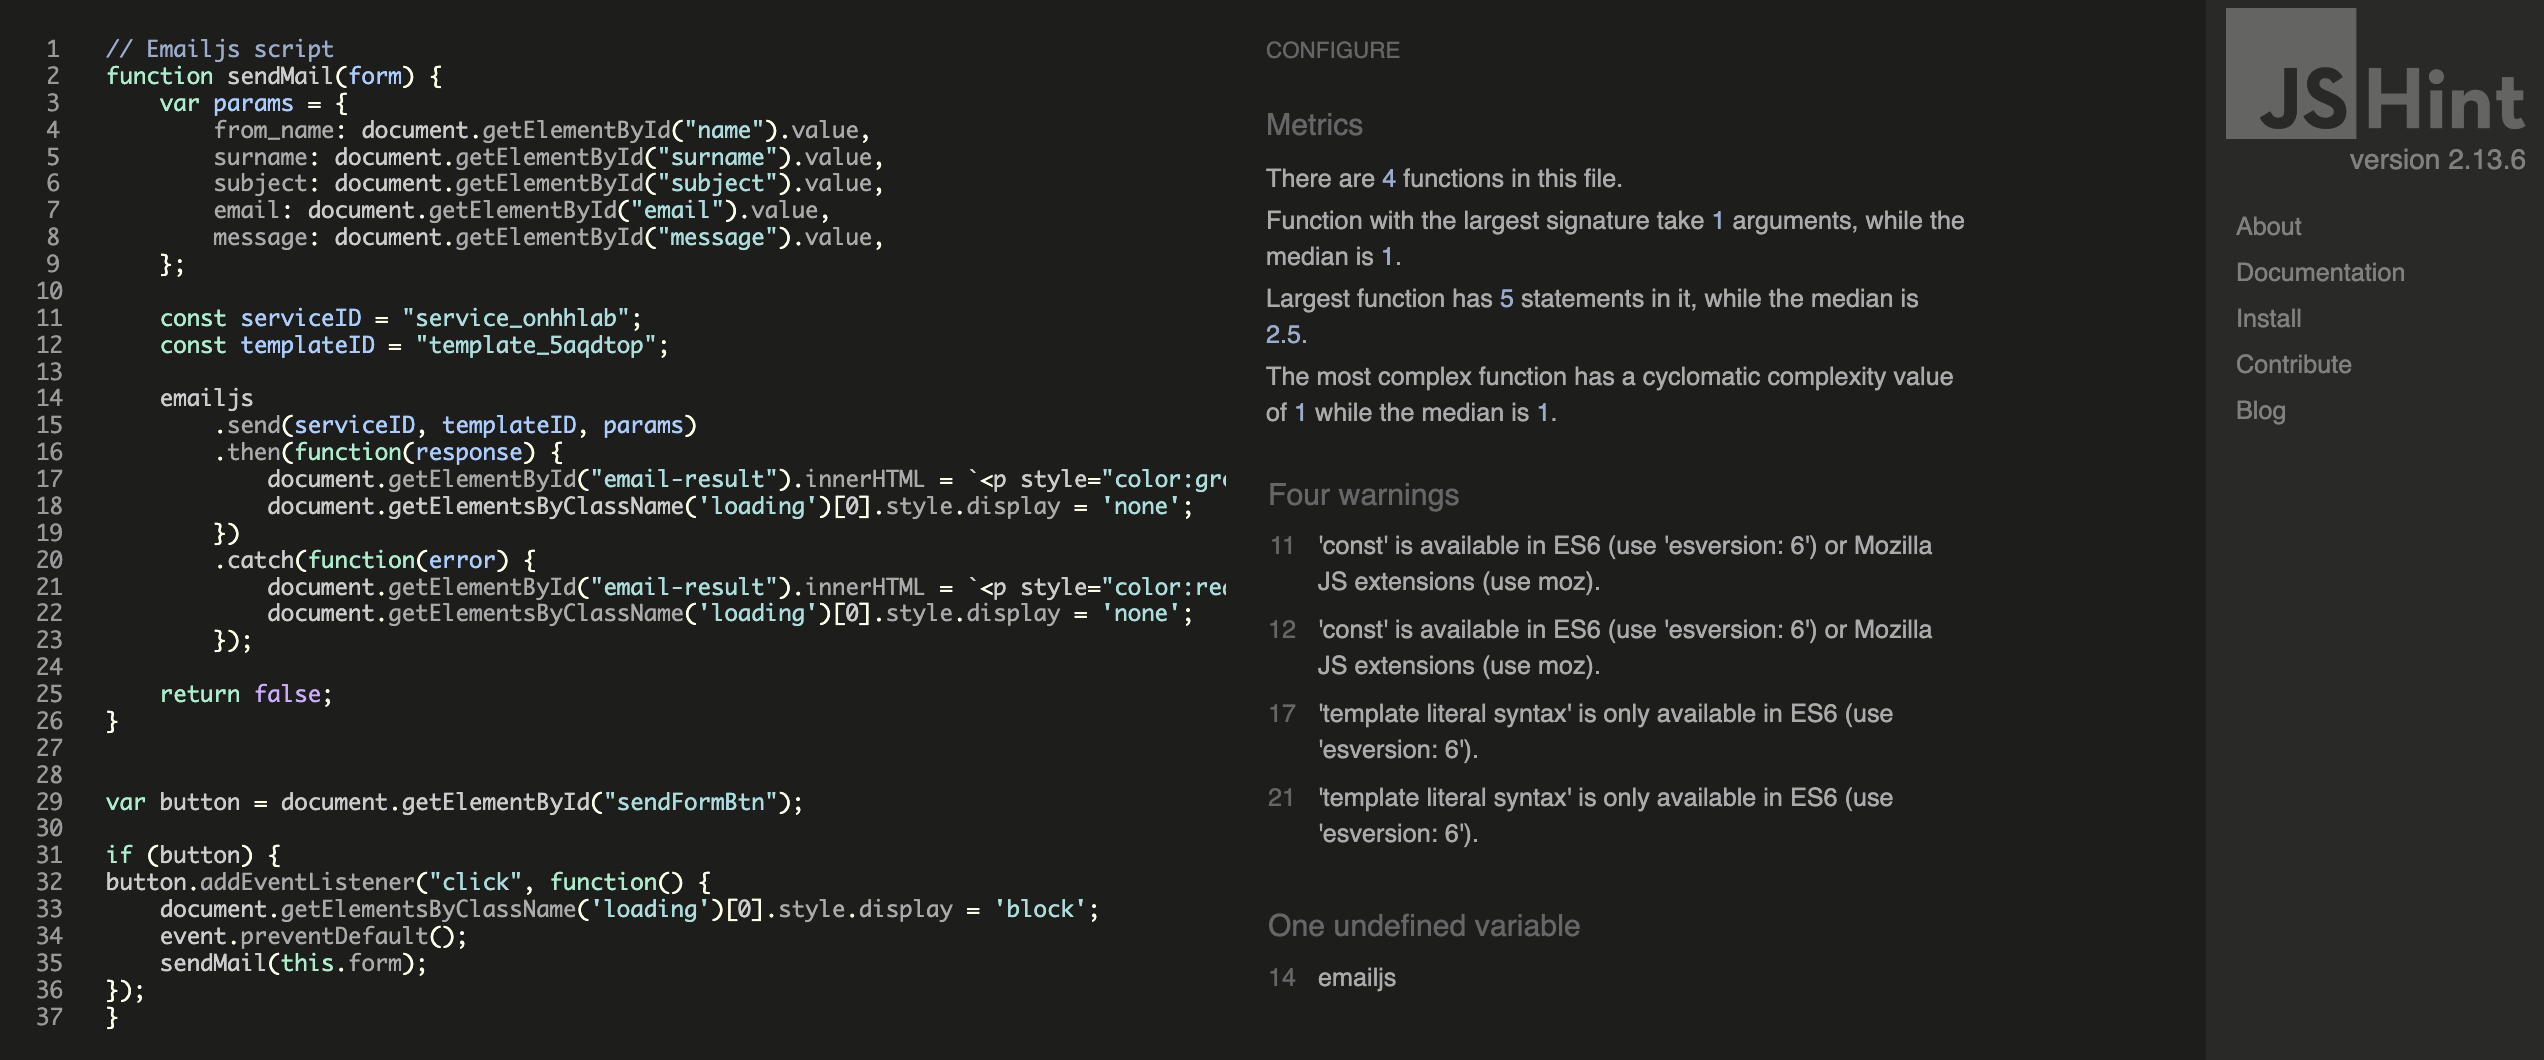 1 // Emailjs script
2 function sendMail(form) {
3 var params = {
4 from_name: document.getElementById("name").value,
5 surname: document.getElementById("surname").value,
6 subject: document.getElementById("subject").value,
7 email: document.getElementById("email").value,
8 message: document.getElementById("message").value,
9 };
10
11 const serviceID = "service_onhhlab";
12 const templateID = "template_5aqdtop";
13
14 emailjs
15 .send(serviceID, templateID, params)
16 .then(function(response) {
17 document.getElementById("email-result").innerHTML = `<p style="color:gre
18 document.getElementsByClassName('loading')[0].style.display = 'none';
19 })
20 .catch(function(error) {
21 document.getElementById("email-result").innerHTML = `<p style="color:red
22 document.getElementsByClassName('loading')[0].style.display = 'none';
23 });
24
25 return false;
26 }
27
28
29 var button = document.getElementById("sendFormBtn");
30
31 if (button) {
32 button.addEventListener("click", function() {
33 document.getElementsByClassName('loading')[0].style.display = 'block';
34 event.preventDefault();
35 sendMail(this.form);
36 });
37 }
CONFIGURE
Metrics
There are 4 functions in this file.
Function with the largest signature take 1 arguments, while the
median is 1.
Largest function has 5 statements in it, while the median is
2.5.
The most complex function has a cyclomatic complexity value
of 1 while the median is 1.
Four warnings
11 'const' is available in ES6 (use 'esversion: 6') or Mozilla
JS extensions (use moz).
12 'const' is available in ES6 (use 'esversion: 6') or Mozilla
JS extensions (use moz).
17 'template literal syntax' is only available in ES6 (use
'esversion: 6').
21 'template literal syntax' is only available in ES6 (use
'esversion: 6').
One undefined variable
14 emailjs
JSHint
version 2.13.6
About
Documentation
Install
Contribute
Blog